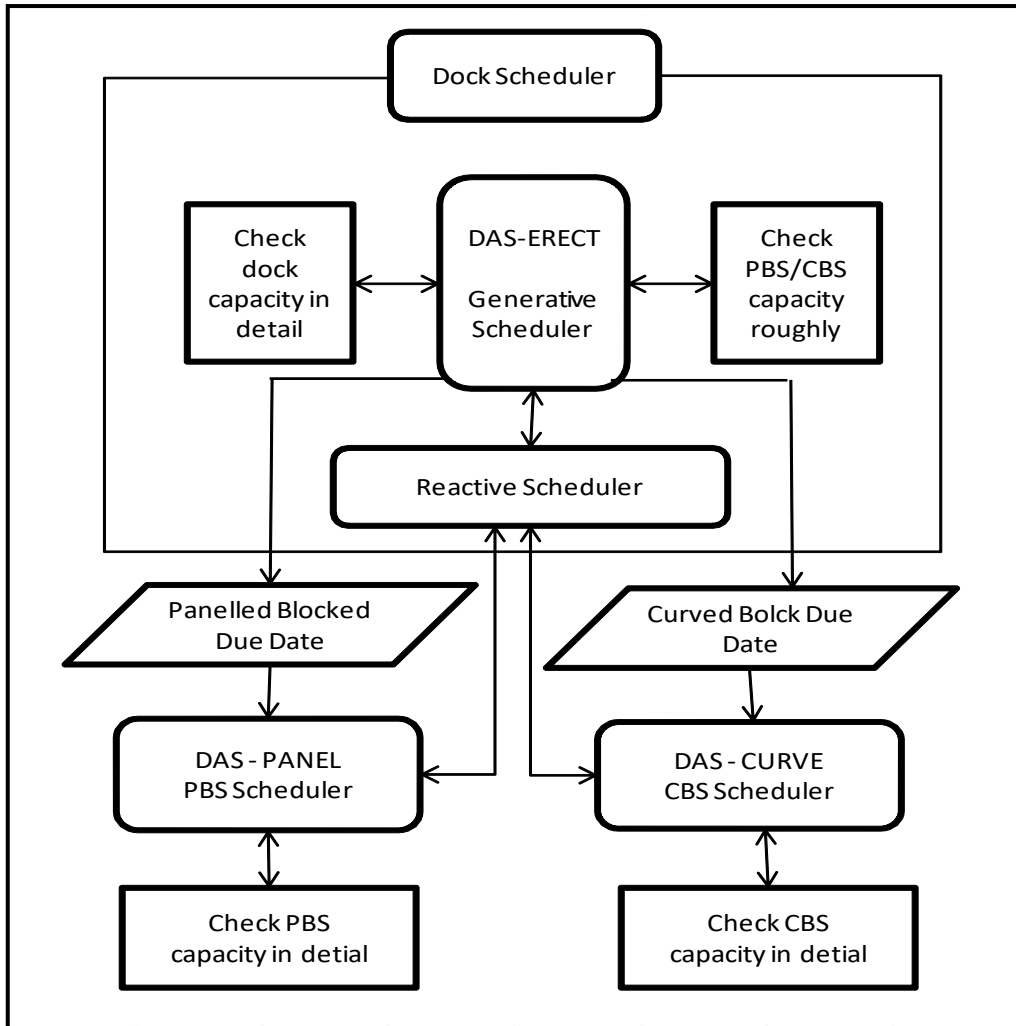 Dock Scheduler
Check
dock
capacity in
detail
DAS-ERECT
Generative
Scheduler
Check
PBS/CBS
capacity
roughly
Reactive Scheduler
Panelled Blocked
Due Date
Curved Bolck Due
Date
DAS - PANEL
PBS Scheduler
DAS - CURVE
CBS Scheduler
Check PBS
capacity in detial
Check CBS
capacity in detial